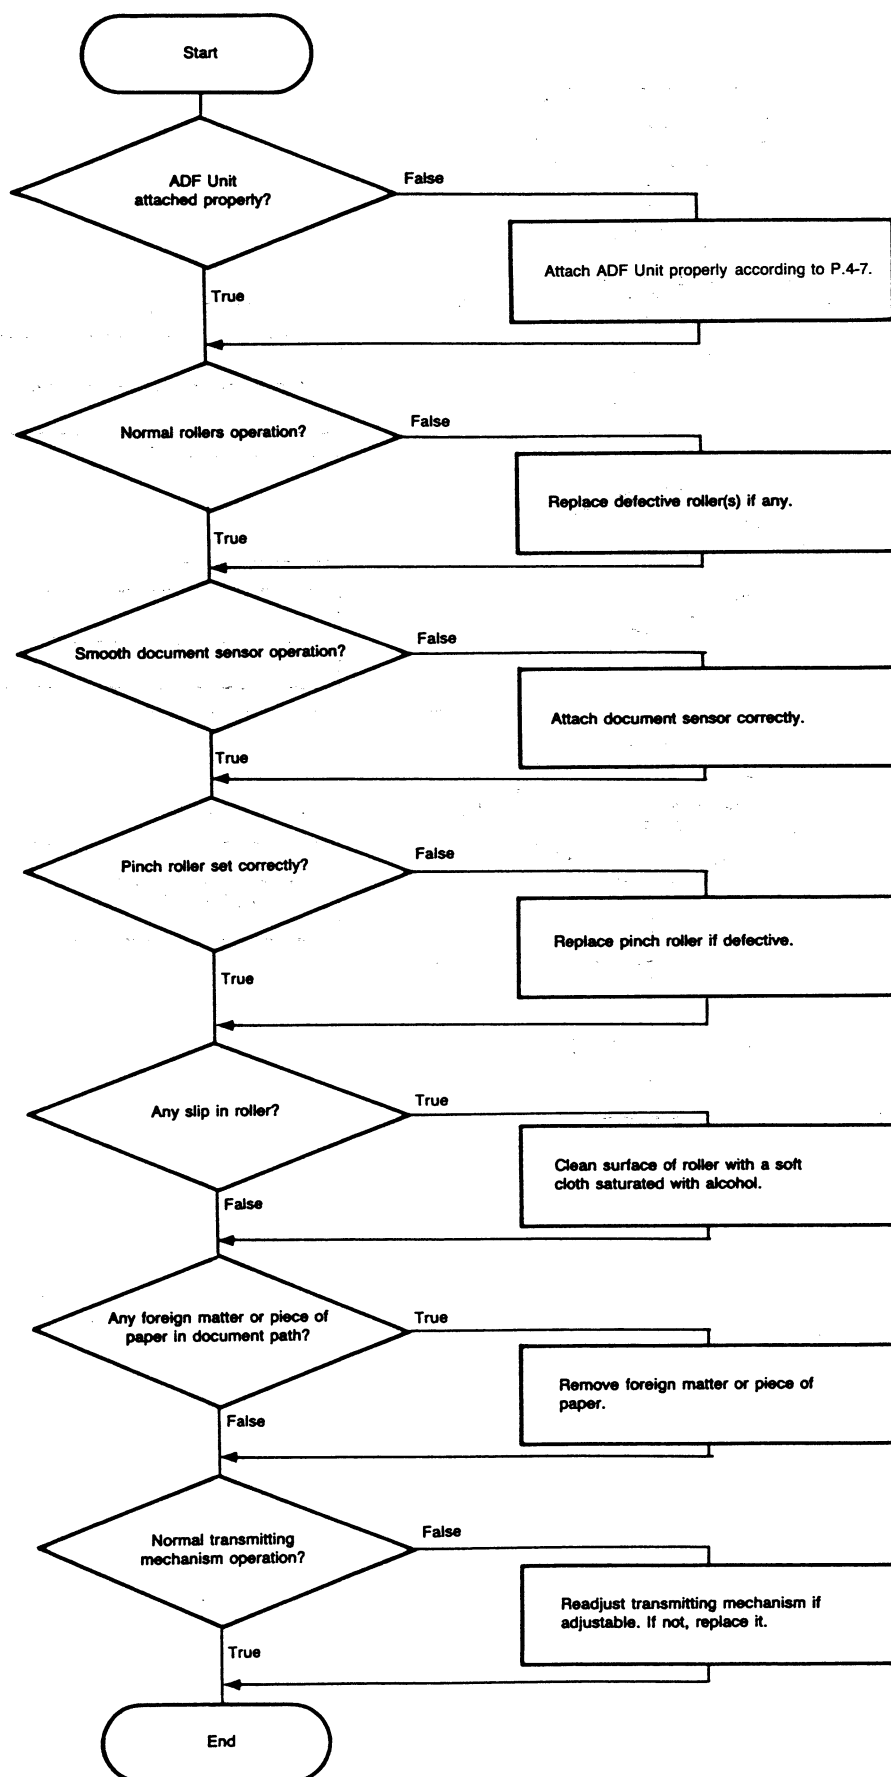 Start
ADF Unit
attached properly?
False
Attach ADF Unit properly according to P.4-7.
True
Normal rollers operation?
False
Replace defective roller(s) if any.
True
Smooth document sensor operation?
False
Attach document sensor correctly.
True
Pinch roller set correctly?
False
Replace pinch roller if defective.
True
Any slip in roller?
True
Clean surface of roller with a soft
cloth saturated with alcohol.
False
Any foreign matter or piece of
paper in document path?
True
Remove foreign matter or piece of
paper.
False
Normal transmitting
mechanism operation?
False
Readjust transmitting mechanism if
adjustable. If not, replace it.
True
End